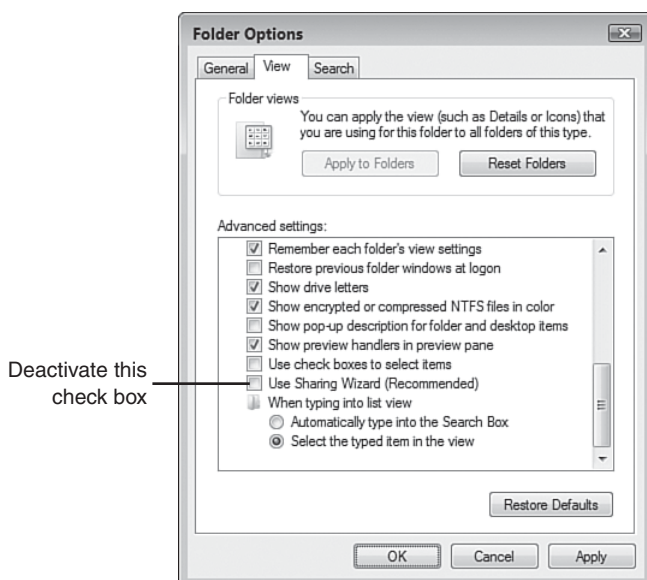 Folder Options
General
View
Search
Folder views
You can apply the view (such as Details or Icons) that
you are using for this folder to all folders of this type.
Apply to Folders
Reset Folders
Advanced settings:
Remember each folder's view settings
Restore previous folder windows at logon
Show drive letters
Show encrypted or compressed NTFS files in color
Show pop-up description for folder and desktop items
Show preview handlers in preview pane
Use check boxes to select items
Deactivate this
check box
Use Sharing Wizard (Recommended)
When typing into list view
Automatically type into the Search Box
Select the typed item in the view
Restore Defaults
OK
Cancel
Apply